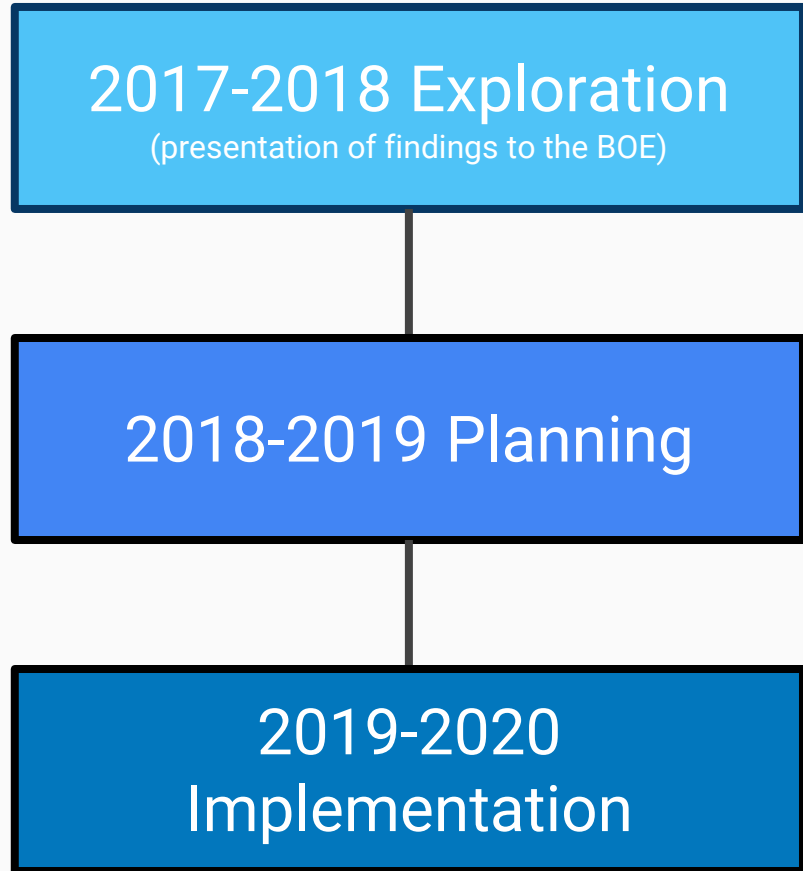 2017-2018 Exploration
(presentation of findings to the BOE)
2018-2019 Planning
2019-2020
Implementation